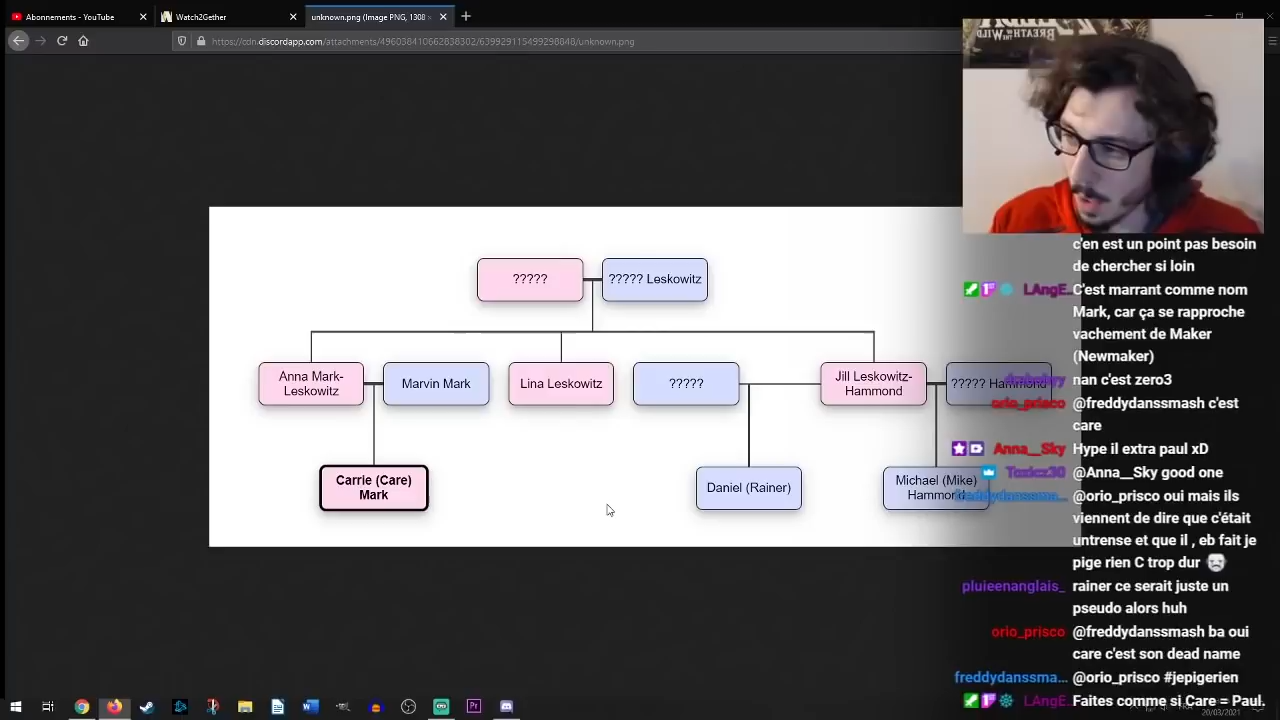 Abonnements - YouTube
Watch2Gether
unknown.png (Image PNG, 1308
https://cdn.discordapp.com/attachments/496038410662838302/639929115499298848/unknown.png
?????
????? Leskowitz
Anna Mark-
Leskowitz
Marvin Mark
Lina Leskowitz
?????
Jill Leskowitz-
Hammond
????? Hammond
Carrie (Care)
Mark
Daniel (Rainer)
Michael (Mike)
Hammond
c'en est un point pas besoin
de chercher si loin
LAngE... C'est marrant comme nom
Mark, car ça se rapproche
vachement de Maker
(Newmaker)
nan c'est zero3
orio_prisco @freddydanssmash c'est
care
Anna__Sky Hype il extra paul xD
Toxicz30 @Anna__Sky good one
freddydanssma... @orio_prisco oui mais ils
viennent de dire que c'était
untrense et que il , eb fait je
pige rien C trop dur
pluieenanglais_ rainer ce serait juste un
pseudo alors huh
orio_prisco @freddydanssmash ba oui
care c'est son dead name
freddydanssma... @orio_prisco #jepigerien
LAngE... Faites comme si Care = Paul.
20/03/2021